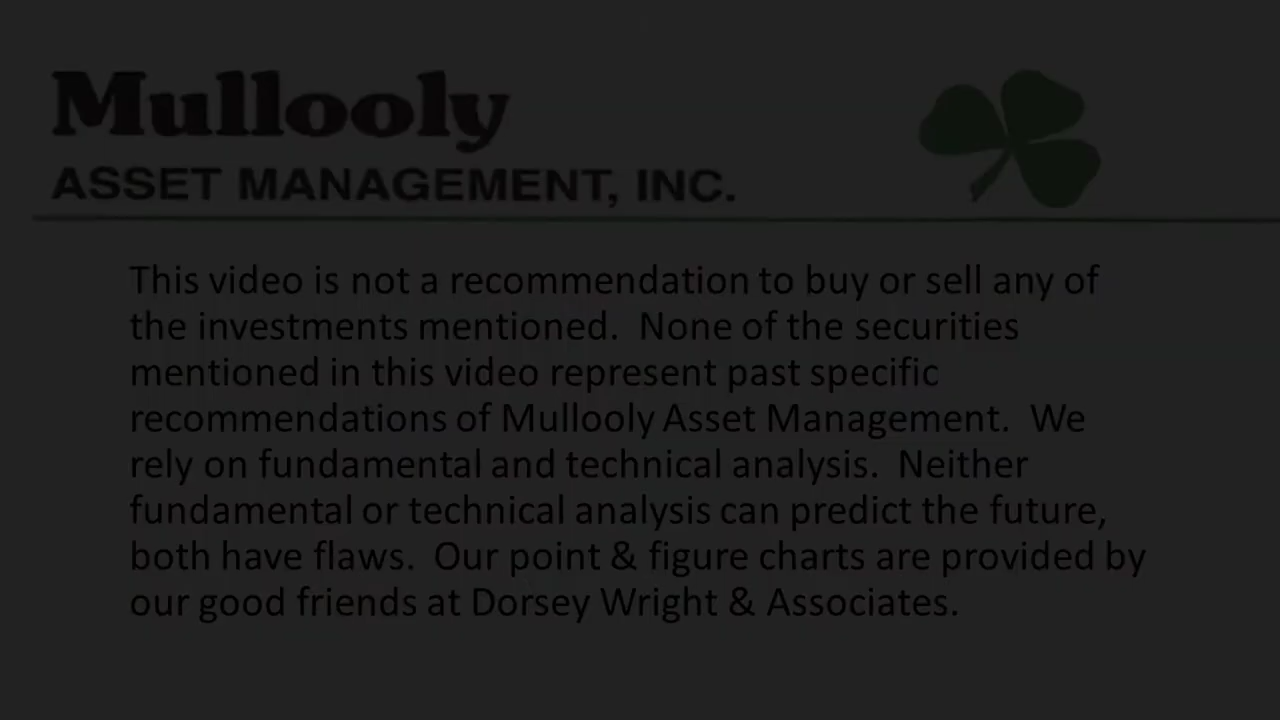 Mullooly
ASSET MANAGEMENT, INC.
This video is not a recommendation to buy or sell any of
the investments mentioned.  None of the securities
mentioned in this video represent past specific
recommendations of Mullooly Asset Management.  We
rely on fundamental and technical analysis.  Neither
fundamental or technical analysis can predict the future,
both have flaws.  Our point & figure charts are provided by
our good friends at Dorsey Wright & Associates.